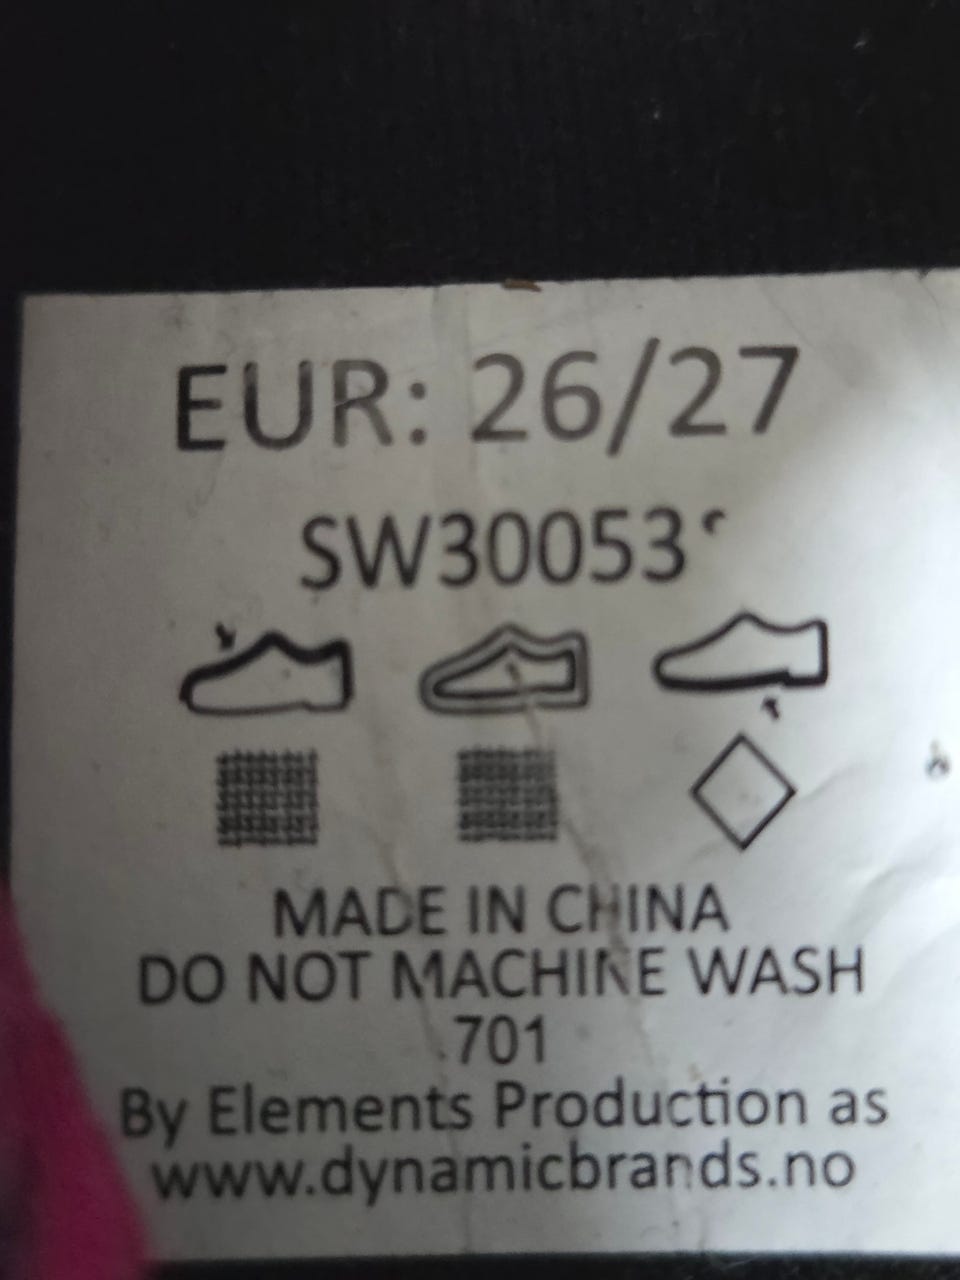 EUR: 26/27
SW30053
MADE IN CHINA
DO NOT MACHINE WASH
701
By Elements Production as
www.dynamicbrands.no